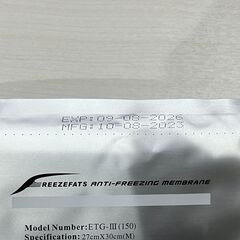 EXP:09-08-2026
MFG:10-08-2023
FREEZEFATS ANTI-FREEZING MEMBRANE
Model Number:ETG-III(150)
Specification:27cmX30cm(M)